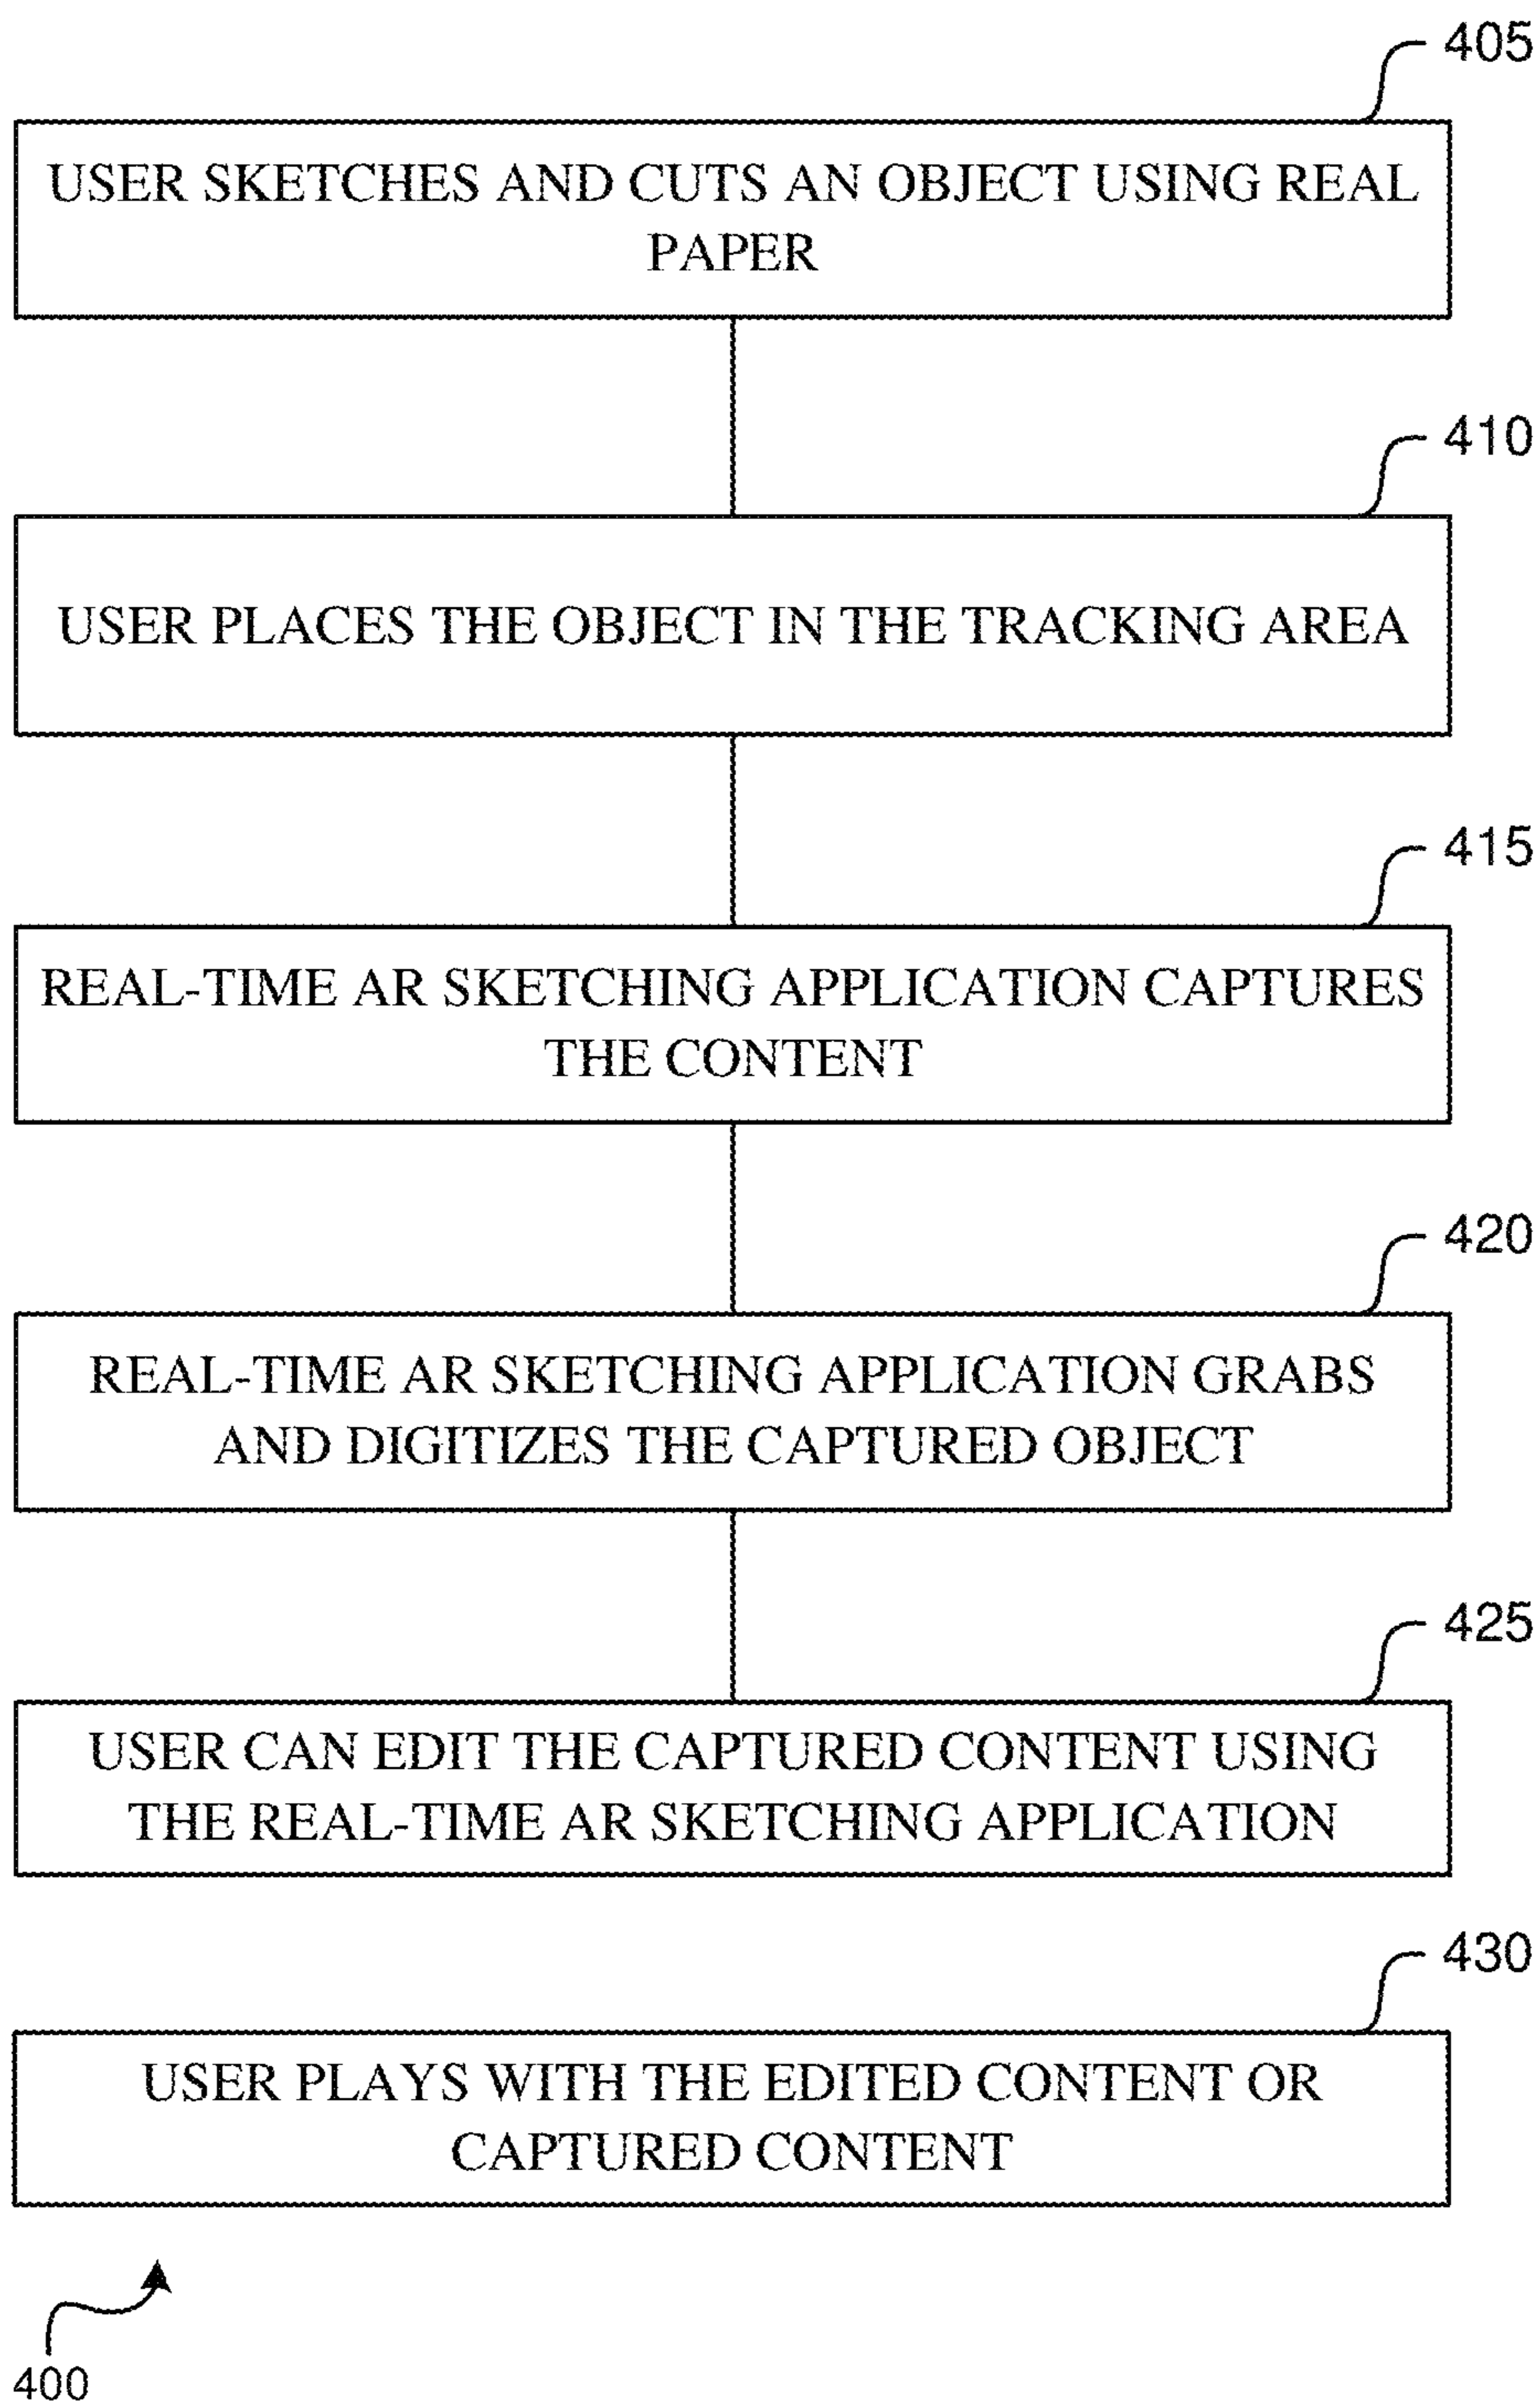 405
USER SKETCHES AND CUTS AN OBJECT USING REAL
PAPER
410
USER PLACES THE OBJECT IN THE TRACKING AREA
415
REAL-TIME AR SKETCHING APPLICATION CAPTURES
THE CONTENT
420
REAL-TIME AR SKETCHING APPLICATION GRABS
AND DIGITIZES THE CAPTURED OBJECT
425
USER CAN EDIT THE CAPTURED CONTENT USING
THE REAL-TIME AR SKETCHING APPLICATION
430
USER PLAYS WITH THE EDITED CONTENT OR
CAPTURED CONTENT
400